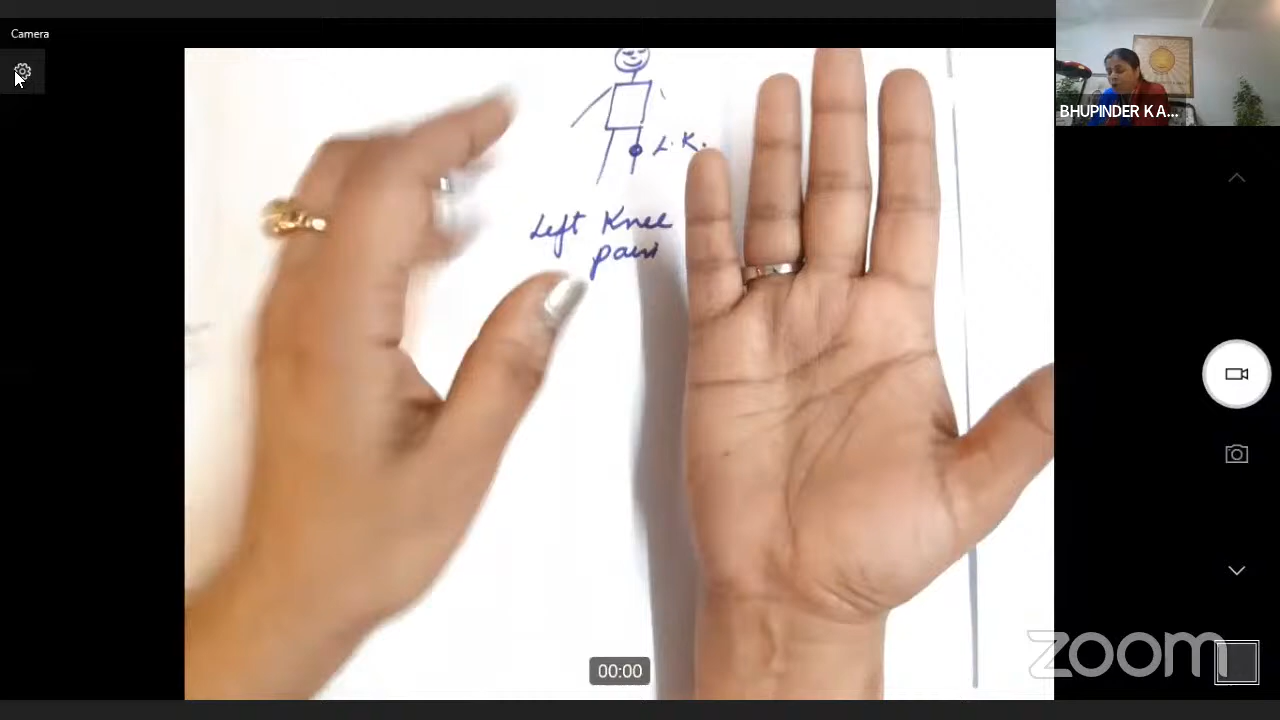 Camera
BHUPINDER K A...
L.K.
Left Knee
pain
00:00
zoom